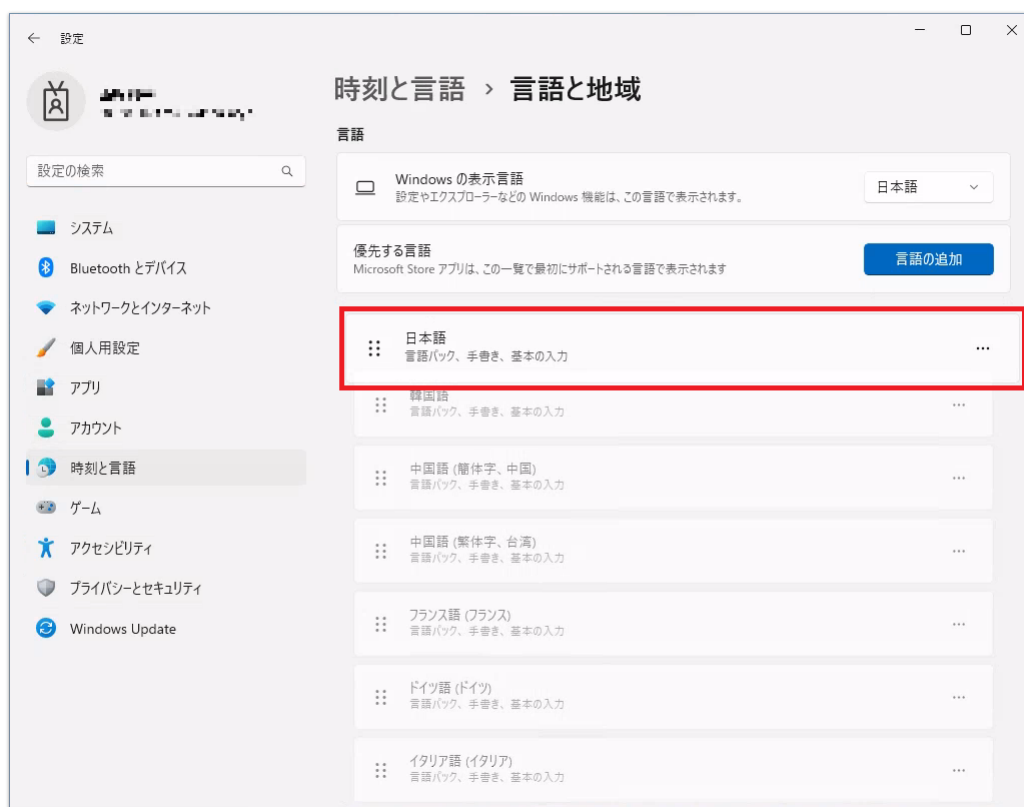 設定
時刻と言語 › 言語と地域
言語
設定の検索
Windows の表示言語
設定やエクスプローラーなどの Windows 機能は、この言語で表示されます。
日本語
優先する言語
Microsoft Store アプリは、この一覧で最初にサポートされる言語で表示されます
言語の追加
システム
Bluetooth とデバイス
ネットワークとインターネット
個人用設定
アプリ
アカウント
時刻と言語
ゲーム
アクセシビリティ
プライバシーとセキュリティ
Windows Update
日本語
言語パック、手書き、基本の入力
韓国語
言語パック、手書き、基本の入力
中国語 (簡体字、中国)
言語パック、手書き、基本の入力
中国語 (繁体字、台湾)
言語パック、手書き、基本の入力
フランス語 (フランス)
言語パック、手書き、基本の入力
ドイツ語 (ドイツ)
言語パック、手書き、基本の入力
イタリア語 (イタリア)
言語パック、手書き、基本の入力